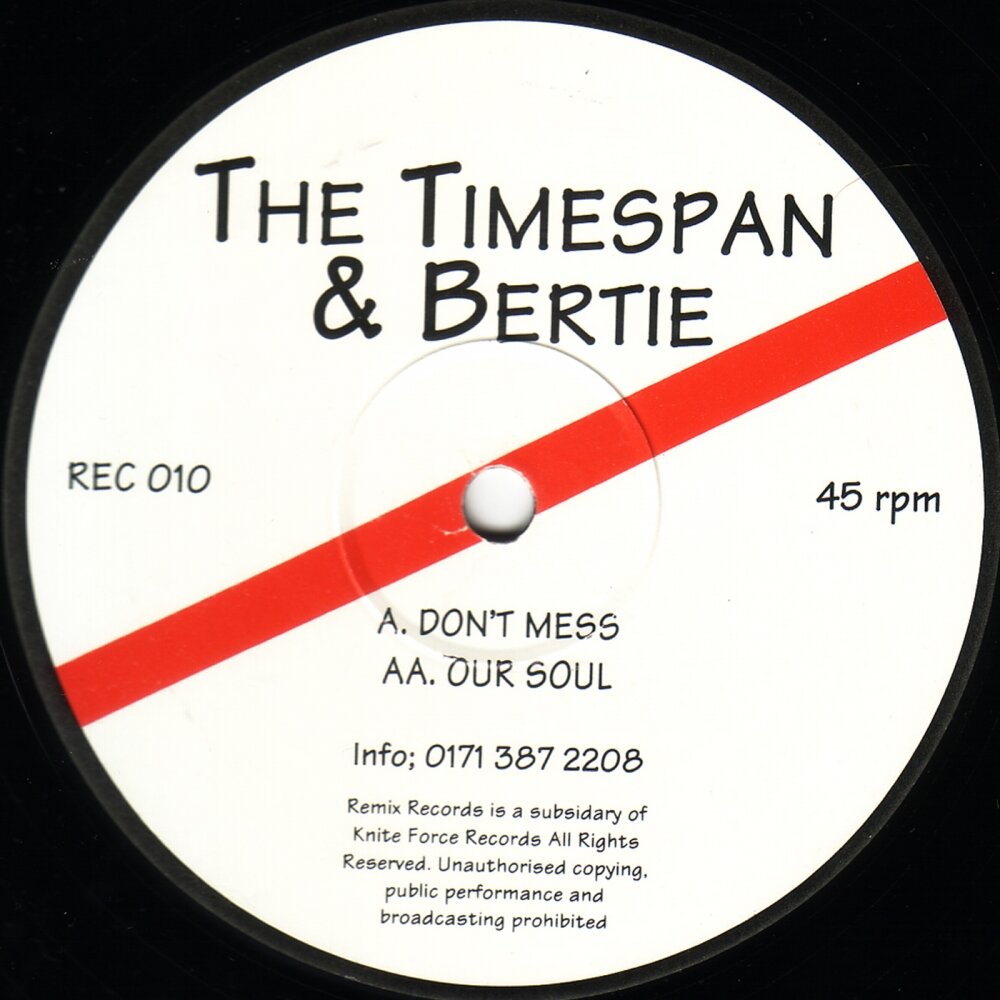 THE TIMESPAN
& BERTIE
REC 010
45 rpm
A. DON'T MESS
AA. OUR SOUL
Info; 0171 387 2208
Remix Records is a subsidary of
Knite Force Records All Rights
Reserved. Unauthorised copying,
public performance and
broadcasting prohibited